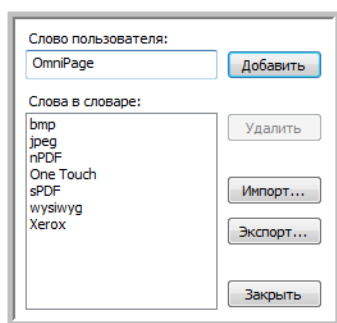 Слово пользователя:
OmniPage
Добавить
Слова в словаре:
bmp
jpeg
nPDF
One Touch
sPDF
wysiwyg
Xerox
Удалить
Импорт...
Экспорт...
Закрыть